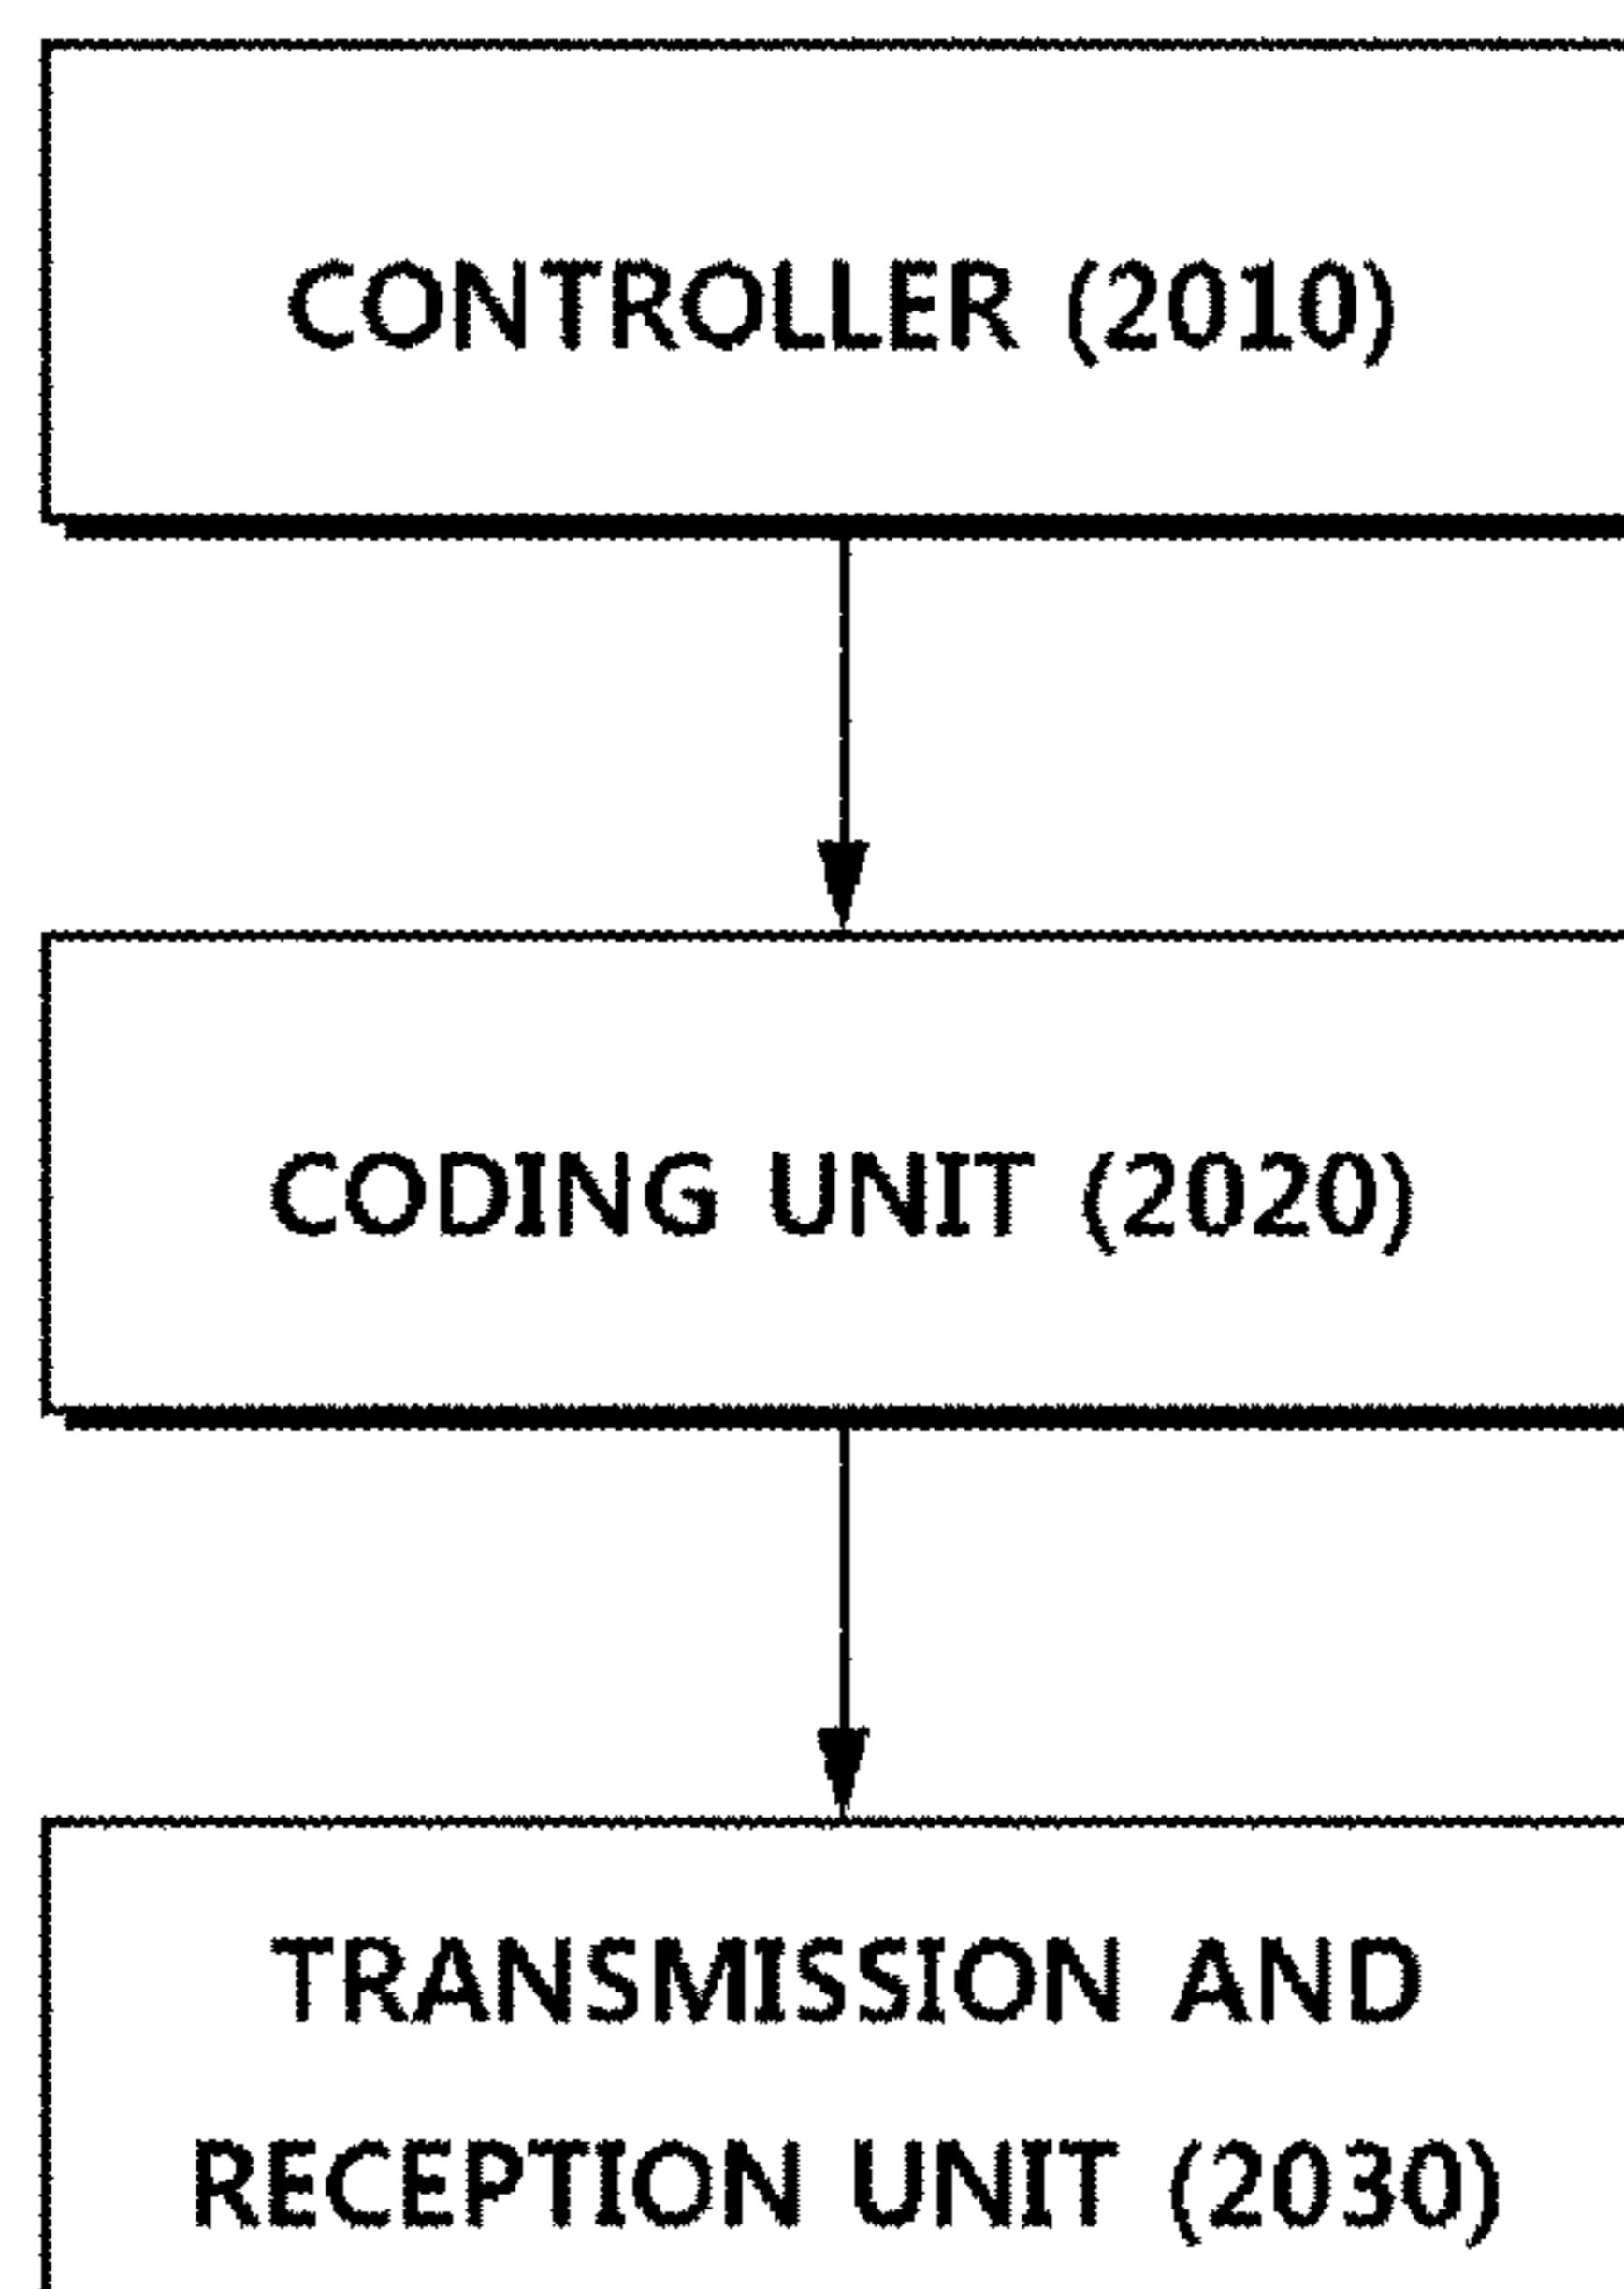 CONTROLLER (2010)
CODING UNIT (2020)
TRANSMISSION AND
RECEPTION UNIT (2030)